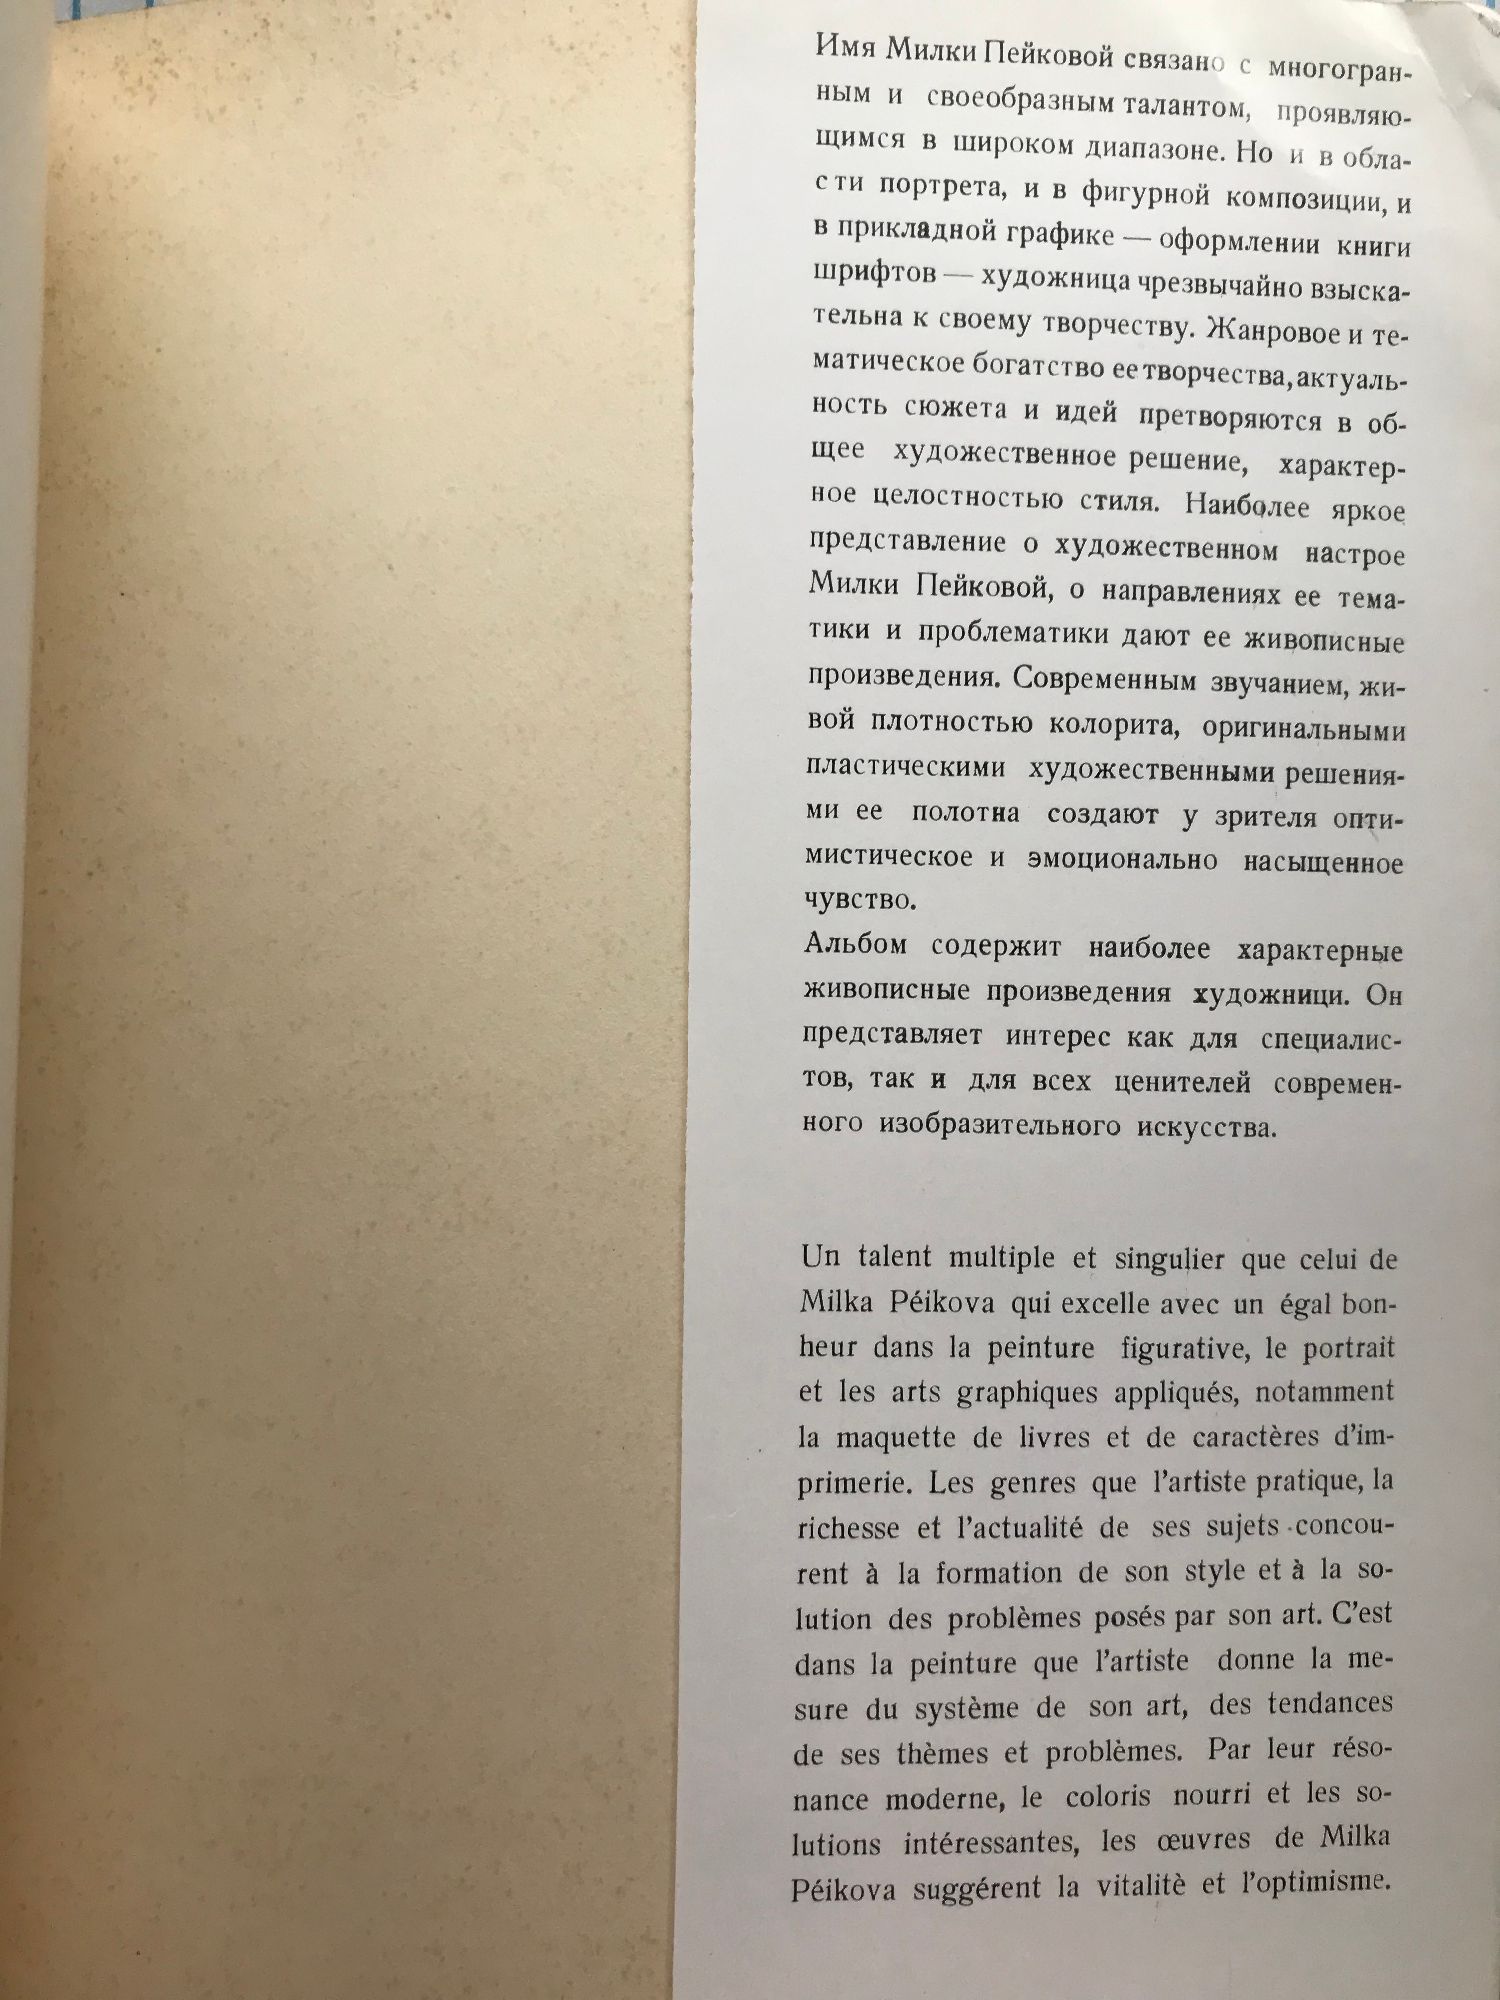 Имя Милки Пейковой связано с многогран-
ным и своеобразным талантом, проявляю-
щимся в широком диапазоне. Но и в обла-
сти портрета, и в фигурной композиции, и
в прикладной графике — оформлении книги
шрифтов — художница чрезвычайно взыска-
тельна к своему творчеству. Жанровое и те-
матическое богатство ее творчества, актуаль-
ность сюжета и идей претворяются в об-
щее художественное решение, характер-
ное целостностью стиля. Наиболее яркое
представление о художественном настрое
Милки Пейковой, о направлениях ее тема-
тики и проблематики дают ее живописные
произведения. Современным звучанием, жи-
вой плотностью колорита, оригинальными
пластическими художественными решения-
ми ее полотна создают у зрителя опти-
мистическое и эмоционально насыщенное
чувство.
Альбом содержит наиболее характерные
живописные произведения художници. Он
представляет интерес как для специалис-
тов, так и для всех ценителей современ-
ного изобразительного искусства.
Un talent multiple et singulier que celui de
Milka Péikova qui excelle avec un égal bon-
heur dans la peinture figurative, le portrait
et les arts graphiques appliqués, notamment
la maquette de livres et de caractères d'im-
primerie. Les genres que l'artiste pratique, la
richesse et l'actualité de ses sujets concou-
rent à la formation de son style et à la so-
lution des problèmes posés par son art. C'est
dans la peinture que l'artiste donne la me-
sure du système de son art, des tendances
de ses thèmes et problèmes. Par leur réso-
nance moderne, le coloris nourri et les so-
lutions intéressantes, les œuvres de Milka
Péikova suggérent la vitalitè et l'optimisme.